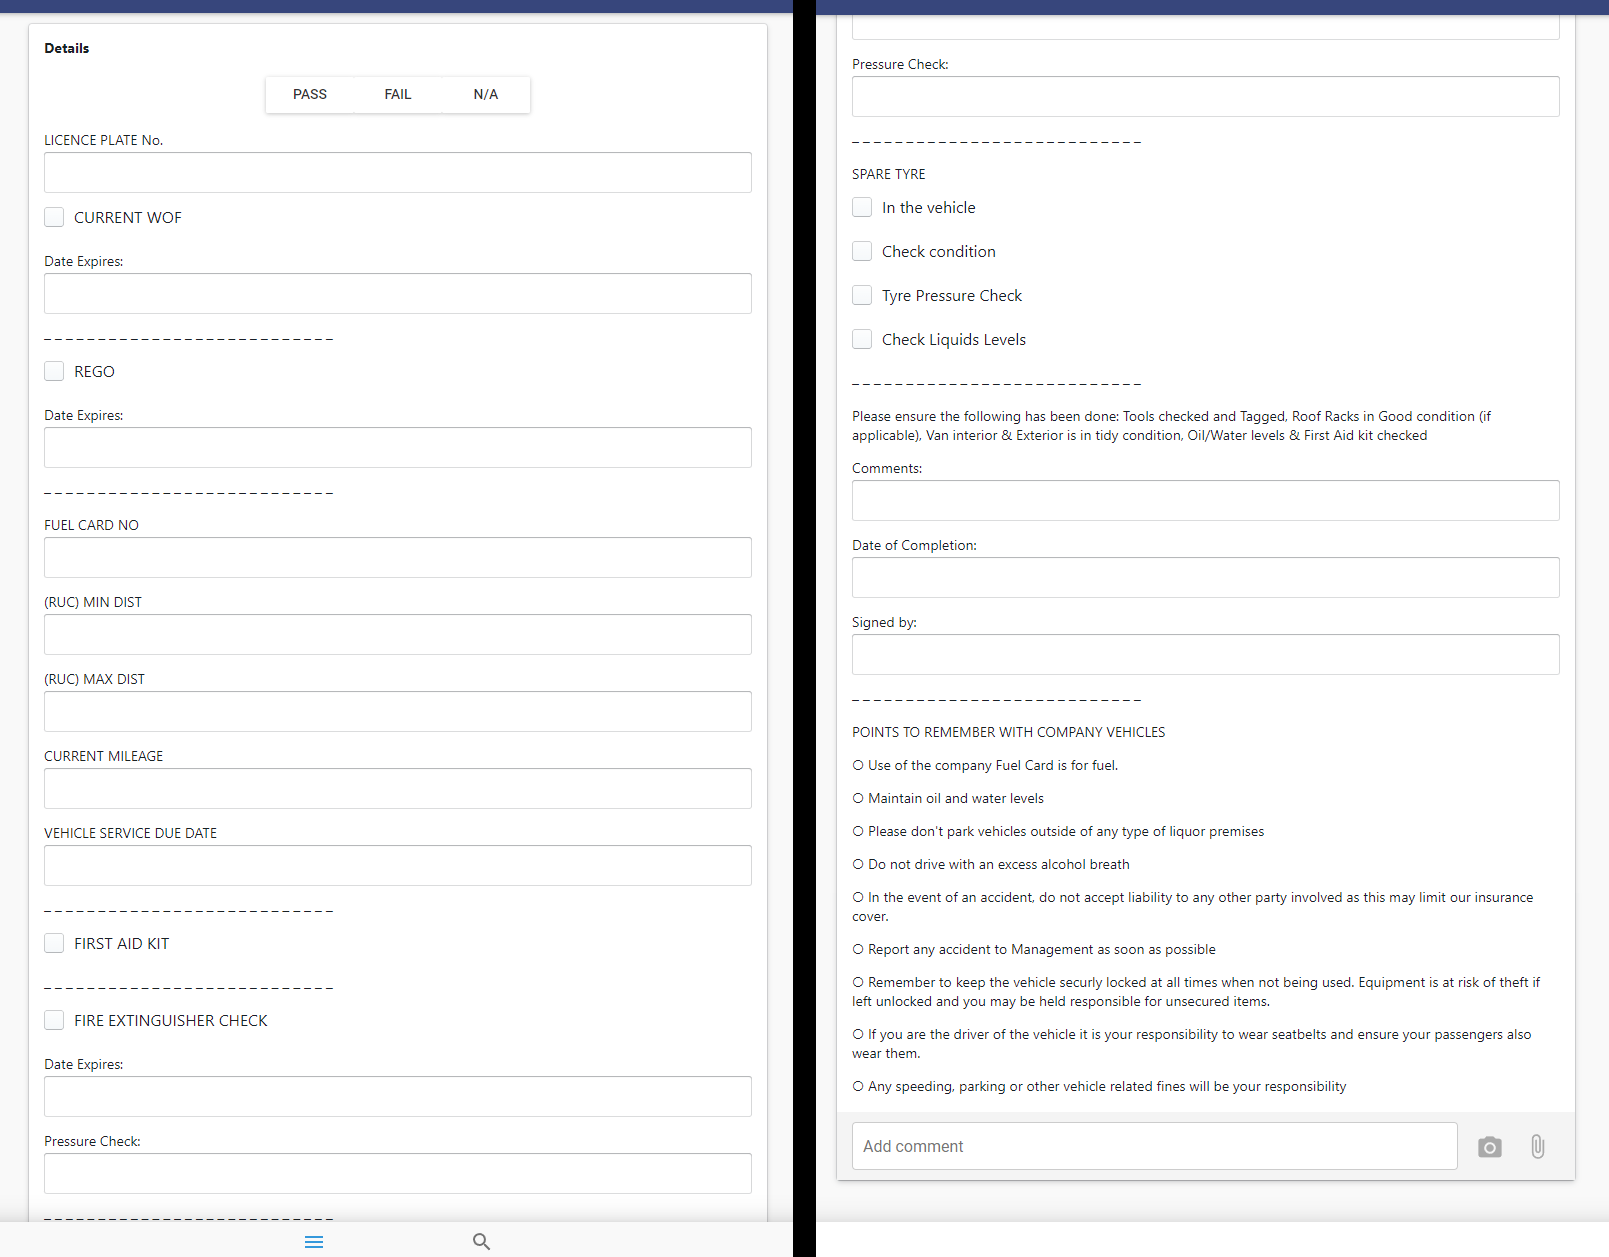 Details
PASS FAIL N/A
LICENCE PLATE No.
CURRENT WOF
Date Expires:
_ _ _ _ _ _ _ _ _ _ _ _ _ _ _ _ _ _ _ _ _ _ _ _ _ _ _
REGO
Date Expires:
_ _ _ _ _ _ _ _ _ _ _ _ _ _ _ _ _ _ _ _ _ _ _ _ _ _ _
FUEL CARD NO
(RUC) MIN DIST
(RUC) MAX DIST
CURRENT MILEAGE
VEHICLE SERVICE DUE DATE
_ _ _ _ _ _ _ _ _ _ _ _ _ _ _ _ _ _ _ _ _ _ _ _ _ _ _
FIRST AID KIT
_ _ _ _ _ _ _ _ _ _ _ _ _ _ _ _ _ _ _ _ _ _ _ _ _ _ _
FIRE EXTINGUISHER CHECK
Date Expires:
Pressure Check:
_ _ _ _ _ _ _ _ _ _ _ _ _ _ _ _ _ _ _ _ _ _ _ _ _ _ _
Pressure Check:
_ _ _ _ _ _ _ _ _ _ _ _ _ _ _ _ _ _ _ _ _ _ _ _ _ _ _
SPARE TYRE
In the vehicle
Check condition
Tyre Pressure Check
Check Liquids Levels
_ _ _ _ _ _ _ _ _ _ _ _ _ _ _ _ _ _ _ _ _ _ _ _ _ _ _
Please ensure the following has been done: Tools checked and Tagged, Roof Racks in Good condition (if
applicable), Van interior & Exterior is in tidy condition, Oil/Water levels & First Aid kit checked
Comments:
Date of Completion:
Signed by:
_ _ _ _ _ _ _ _ _ _ _ _ _ _ _ _ _ _ _ _ _ _ _ _ _ _ _
POINTS TO REMEMBER WITH COMPANY VEHICLES
O Use of the company Fuel Card is for fuel.
O Maintain oil and water levels
O Please don't park vehicles outside of any type of liquor premises
O Do not drive with an excess alcohol breath
O In the event of an accident, do not accept liability to any other party involved as this may limit our insurance
cover.
O Report any accident to Management as soon as possible
O Remember to keep the vehicle securly locked at all times when not being used. Equipment is at risk of theft if
left unlocked and you may be held responsible for unsecured items.
O If you are the driver of the vehicle it is your responsibility to wear seatbelts and ensure your passengers also
wear them.
O Any speeding, parking or other vehicle related fines will be your responsibility
Add comment